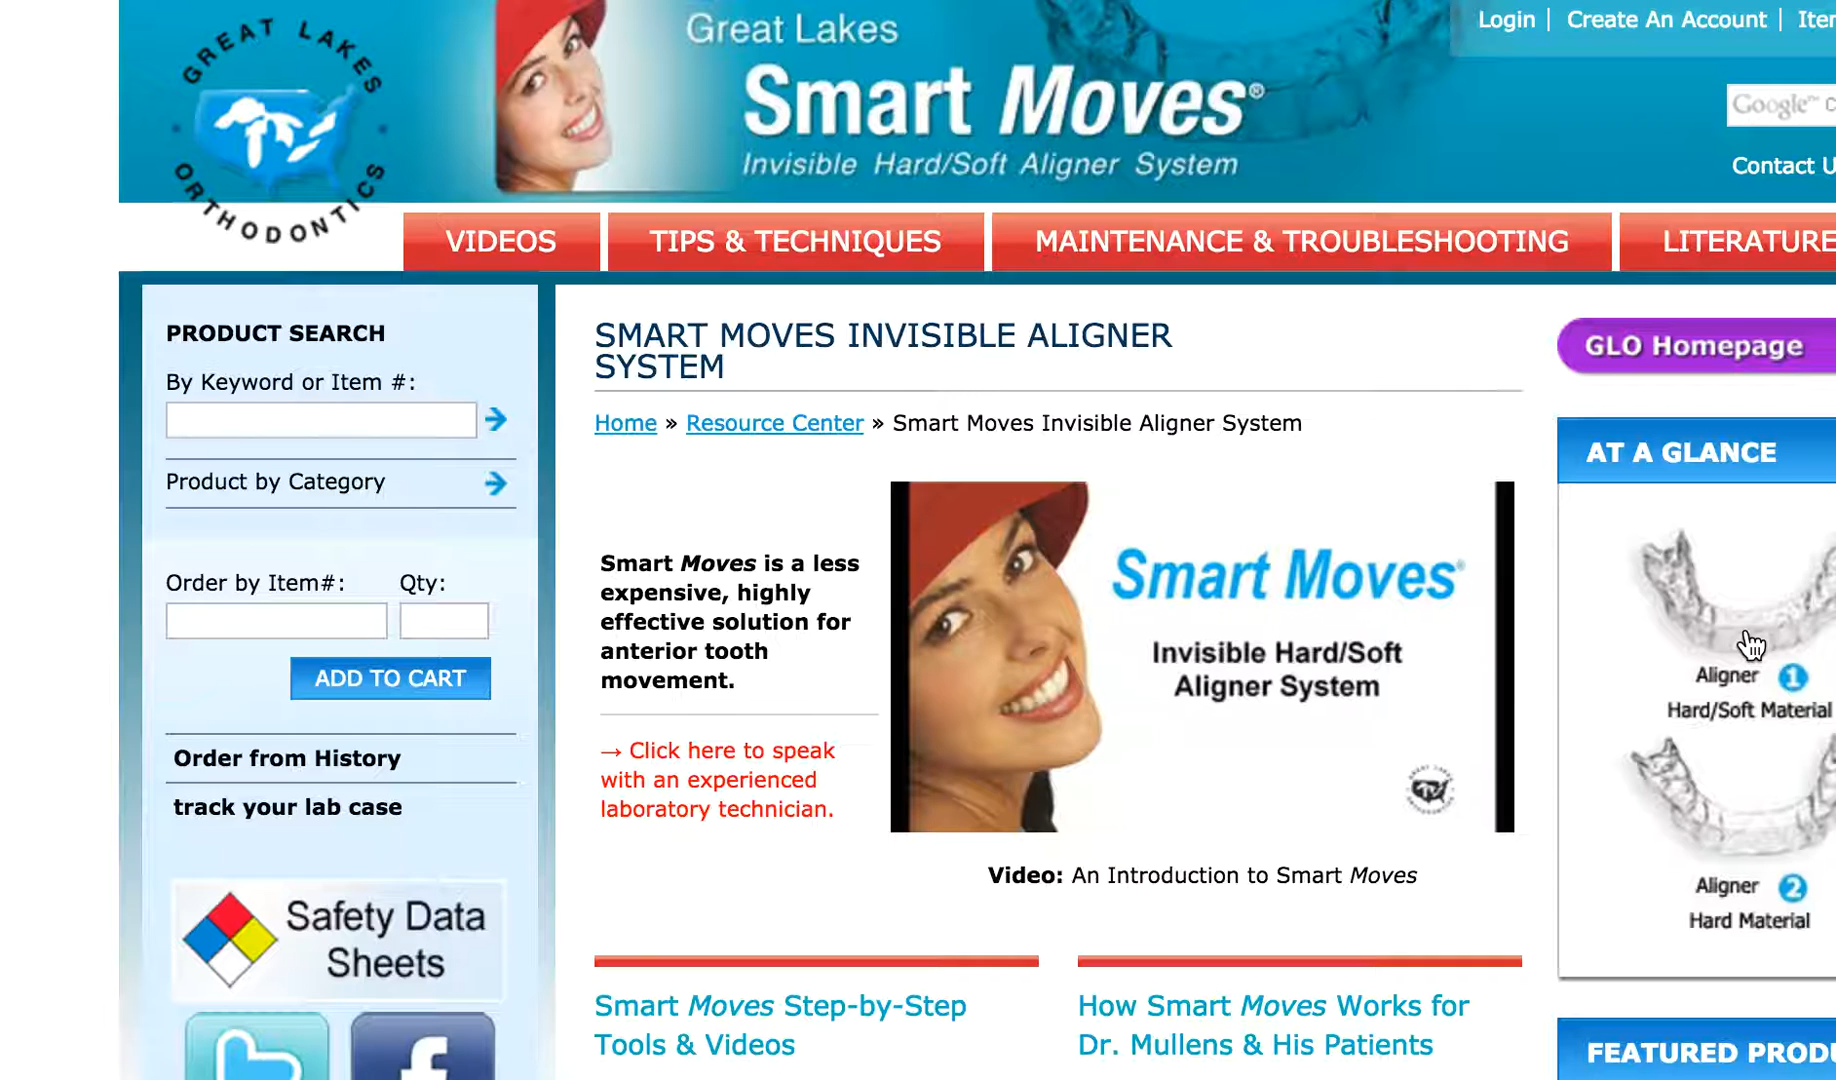 GREAT LAKES
ORTHODONTICS
Great Lakes
Smart Moves®
Invisible Hard/Soft Aligner System
Login | Create An Account |
Google™
Contact
VIDEOS
TIPS & TECHNIQUES
MAINTENANCE & TROUBLESHOOTING
LITERATURE
PRODUCT SEARCH
By Keyword or Item #:
Product by Category
Order by Item#: Qty:
ADD TO CART
Order from History
track your lab case
Safety Data
Sheets
SMART MOVES INVISIBLE ALIGNER
SYSTEM
Home » Resource Center » Smart Moves Invisible Aligner System
Smart Moves is a less
expensive, highly
effective solution for
anterior tooth
movement.
→ Click here to speak
with an experienced
laboratory technician.
Smart Moves®
Invisible Hard/Soft
Aligner System
Video: An Introduction to Smart Moves
Smart Moves Step-by-Step
Tools & Videos
How Smart Moves Works for
Dr. Mullens & His Patients
GLO Homepage
AT A GLANCE
Aligner 1
Hard/Soft Material
Aligner 2
Hard Material
FEATURED